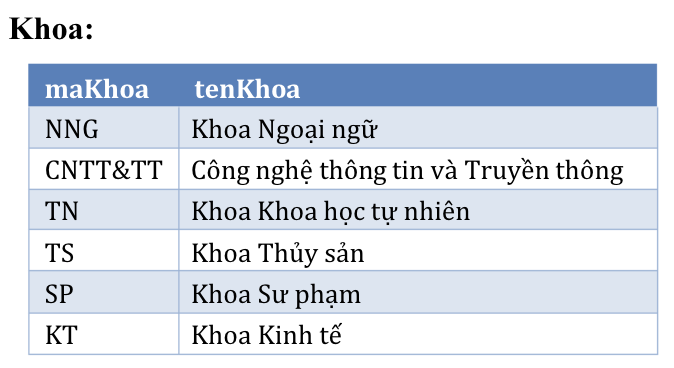 Khoa:
maKhoa tenKhoa
NNG Khoa Ngoại ngữ
CNTT&TT Công nghệ thông tin và Truyền thông
TN Khoa Khoa học tự nhiên
TS Khoa Thủy sản
SP Khoa Sư phạm
KT Khoa Kinh tế